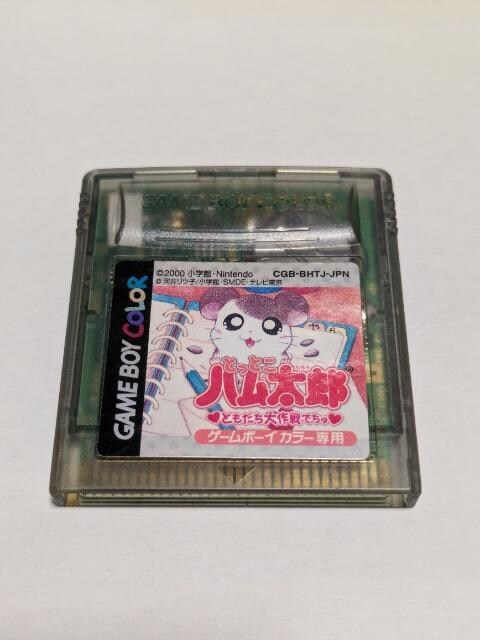 GAME BOY COLOR
©2000 小学館・Nintendo
CGB-BHTJ-JPN
© 河井リツ子/小学館・SMDE・テレビ東京
GAME BOY COLOR
とっとこ
ハム太郎
♥ともだち大作戦でちゅ♥
ゲームボーイ カラー専用